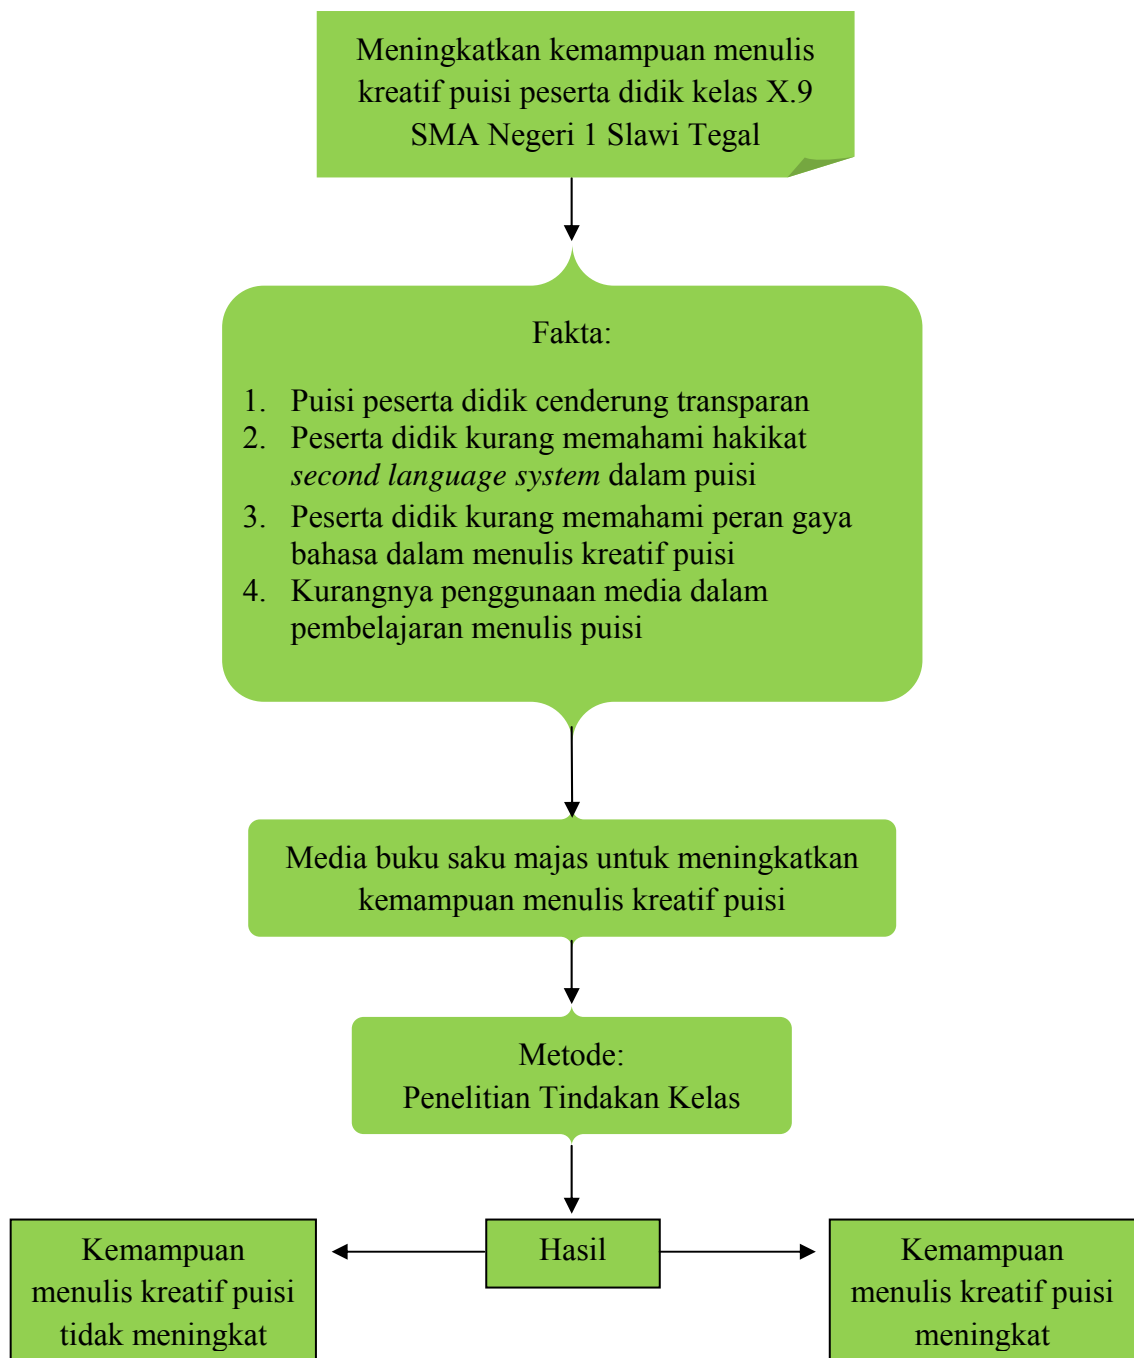 Meningkatkan kemampuan menulis
kreatif puisi peserta didik kelas X.9
SMA Negeri 1 Slawi Tegal
Fakta:
1. Puisi peserta didik cenderung transparan
2. Peserta didik kurang memahami hakikat
second language system dalam puisi
3. Peserta didik kurang memahami peran gaya
bahasa dalam menulis kreatif puisi
4. Kurangnya penggunaan media dalam
pembelajaran menulis puisi
Media buku saku majas untuk meningkatkan
kemampuan menulis kreatif puisi
Metode:
Penelitian Tindakan Kelas
Kemampuan
menulis kreatif puisi
tidak meningkat
Hasil
Kemampuan
menulis kreatif puisi
meningkat